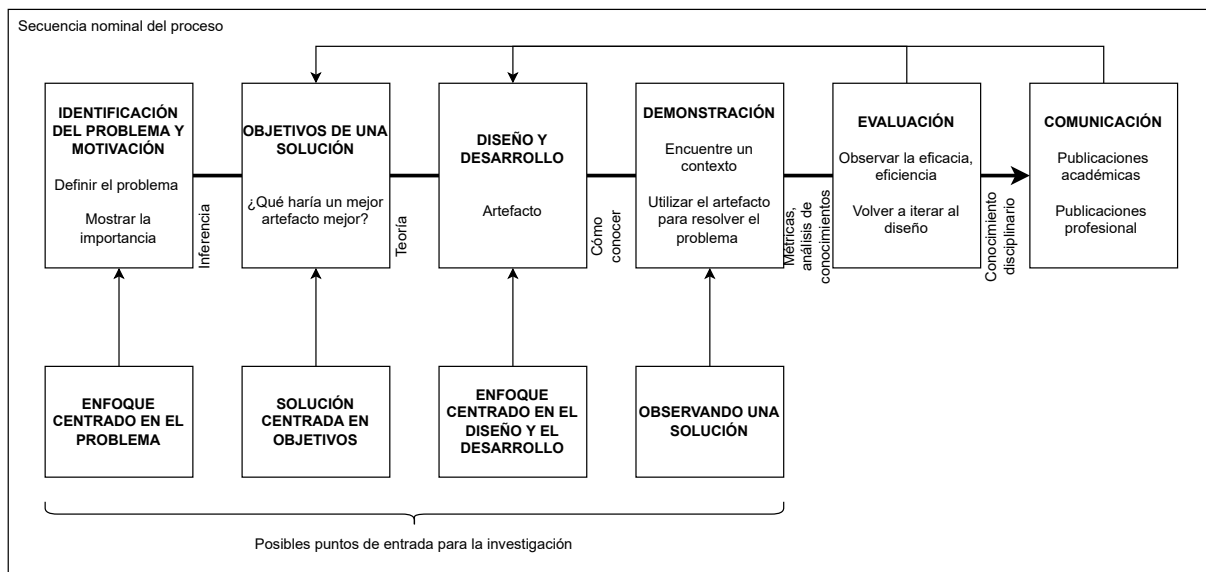 Secuencia nominal del proceso
IDENTIFICACIÓN
DEL PROBLEMA Y
MOTIVACIÓN
Definir el problema
Mostrar la
importancia
Inferencia
OBJETIVOS DE UNA
SOLUCIÓN
¿Qué haría un mejor
artefacto mejor?
Teoría
DISEÑO Y
DESARROLLO
Artefacto
Cómo
conocer
DEMONSTRACIÓN
Encuentre un
contexto
Utilizar el artefacto
para resolver el
problema
Métricas,
análisis de
conocimientos
EVALUACIÓN
Observar la eficacia,
eficiencia
Volver a iterar al
diseño
Conocimiento
disciplinario
COMUNICACIÓN
Publicaciones
académicas
Publicaciones
profesional
ENFOQUE
CENTRADO EN EL
PROBLEMA
SOLUCIÓN
CENTRADA EN
OBJETIVOS
ENFOQUE
CENTRADO EN EL
DISEÑO Y EL
DESARROLLO
OBSERVANDO UNA
SOLUCIÓN
Posibles puntos de entrada para la investigación